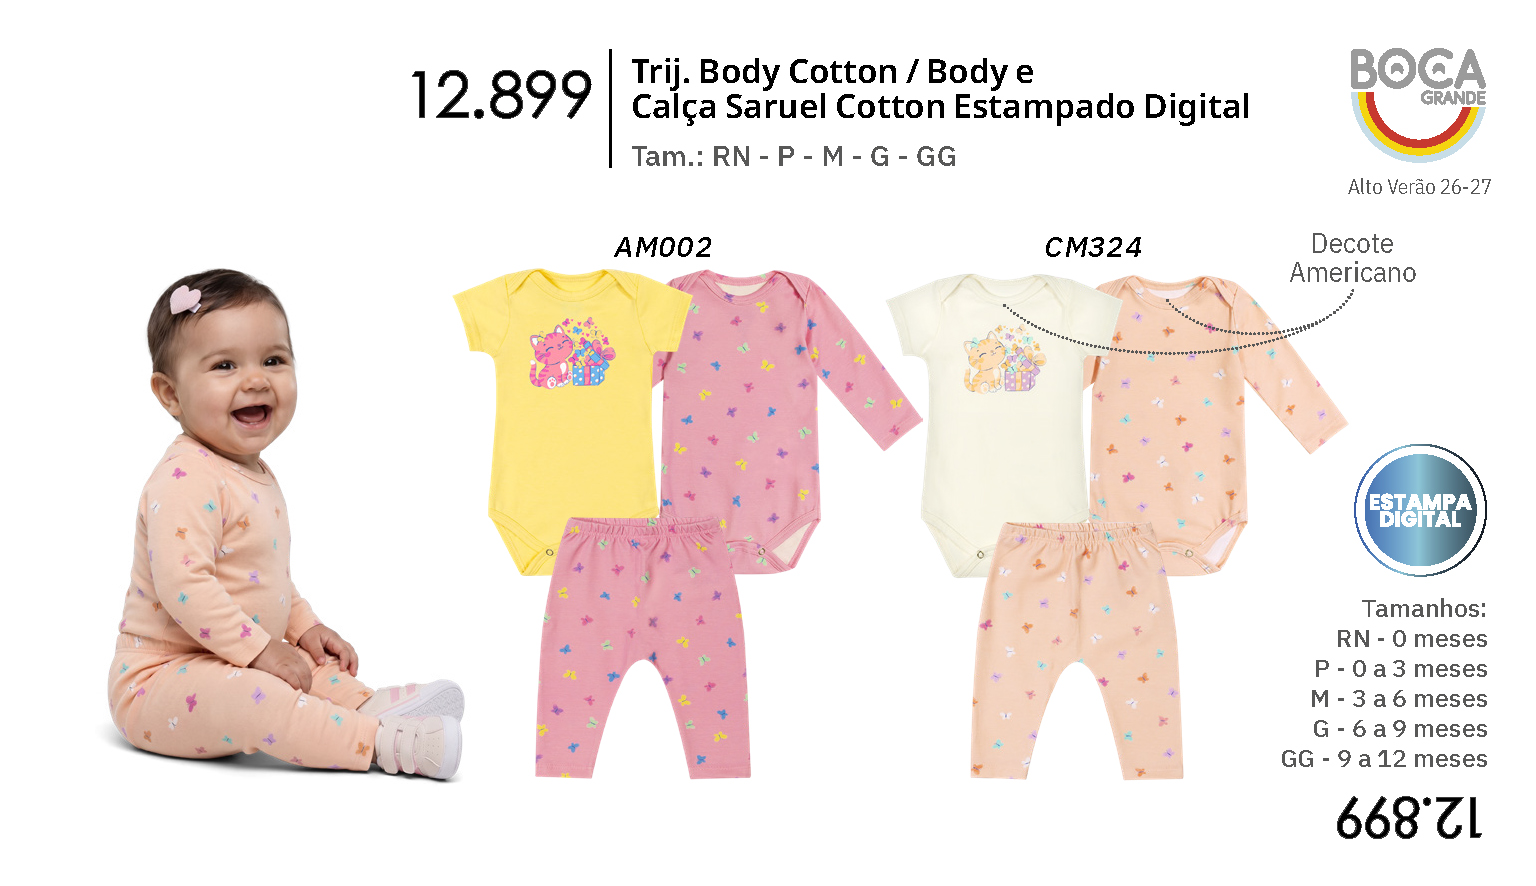 12.899
Trij. Body Cotton / Body e
Calça Saruel Cotton Estampado Digital
Tam.: RN - P - M - G - GG
BOCA
GRANDE
Alto Verão 26-27
AM002
CM324
Decote
Americano
ESTAMPA
DIGITAL
Tamanhos:
RN - 0 meses
P - 0 a 3 meses
M - 3 a 6 meses
G - 6 a 9 meses
GG - 9 a 12 meses
12.899